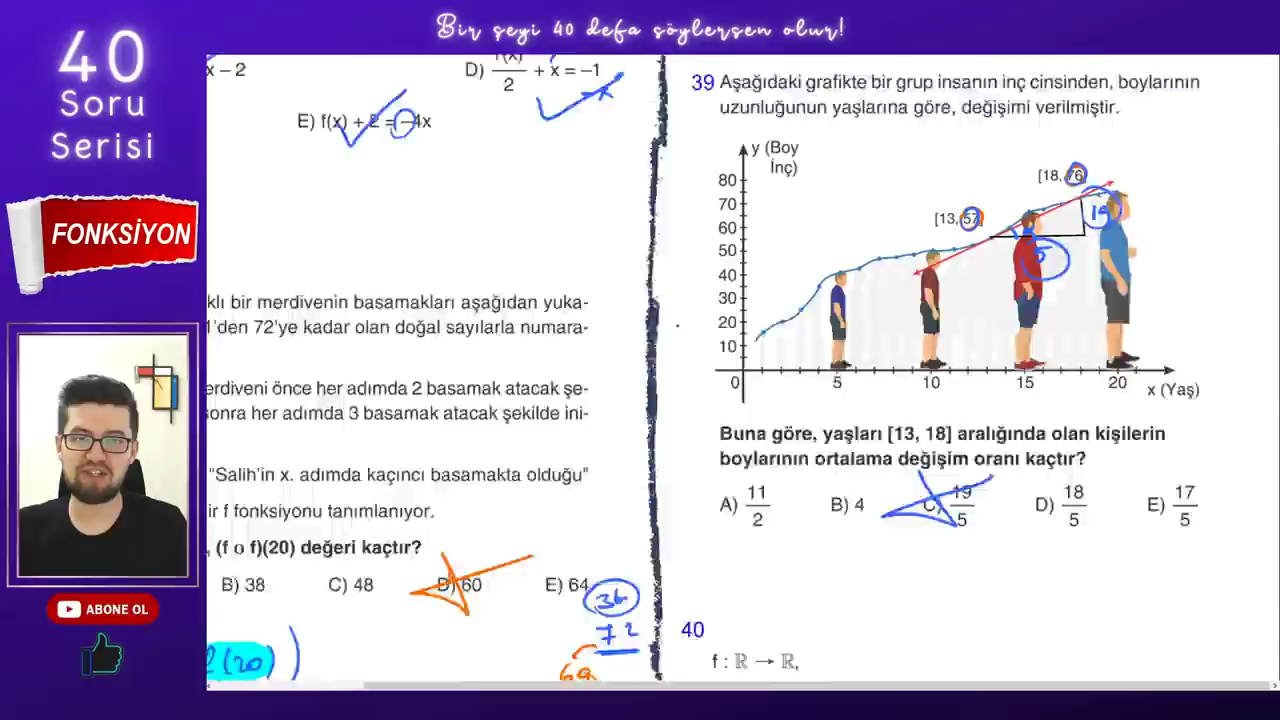 Bir şeyi 40 defa söylersen olur!
40
Soru
Serisi
FONKSİYON
ABONE OL
x – 2
D) f(x)/2 + x = –1
E) f(x) + 2 = –4x
klı bir merdivenin basamakları aşağıdan yuka-
1'den 72'ye kadar olan doğal sayılarla numara-
erdiveni önce her adımda 2 basamak atacak şe-
sonra her adımda 3 basamak atacak şekilde ini-
"Salih'in x. adımda kaçıncı basamakta olduğu"
ir f fonksiyonu tanımlanıyor.
, (f o f)(20) değeri kaçtır?
B) 38 C) 48 D) 60 E) 64
36
72
(20))
69
39 Aşağıdaki grafikte bir grup insanın inç cinsinden, boylarının
uzunluğunun yaşlarına göre, değişimi verilmiştir.
y (Boy
İnç)
[18, 76]
[13, 57]
19
5
80
70
60
50
40
30
20
10
0 5 10 15 20 x (Yaş)
Buna göre, yaşları [13, 18] aralığında olan kişilerin
boylarının ortalama değişim oranı kaçtır?
A) 11/2 B) 4 C) 19/5 D) 18/5 E) 17/5
40
f : ℝ → ℝ,